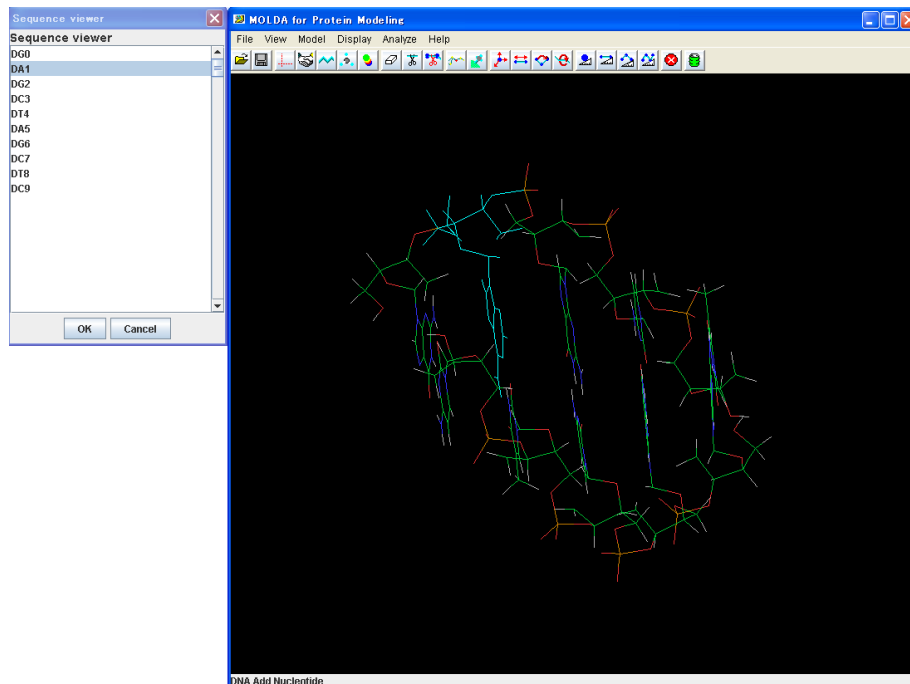 Sequence viewer
Sequence viewer
DG0
DA1
DG2
DC3
DT4
DA5
DG6
DC7
DT8
DC9
OK Cancel
MOLDA for Protein Modeling
File View Model Display Analyze Help
DNA Add Nucleotide